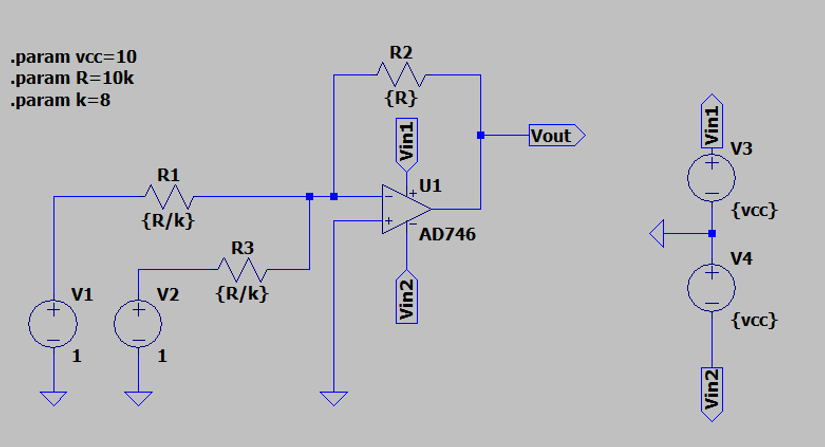 .param vcc=10
.param R=10k
.param k=8
R2
{R}
Vin1
Vout
U1
AD746
Vin2
R1
{R/k}
R3
{R/k}
V1
1
V2
1
Vin1
V3
{vcc}
V4
{vcc}
Vin2